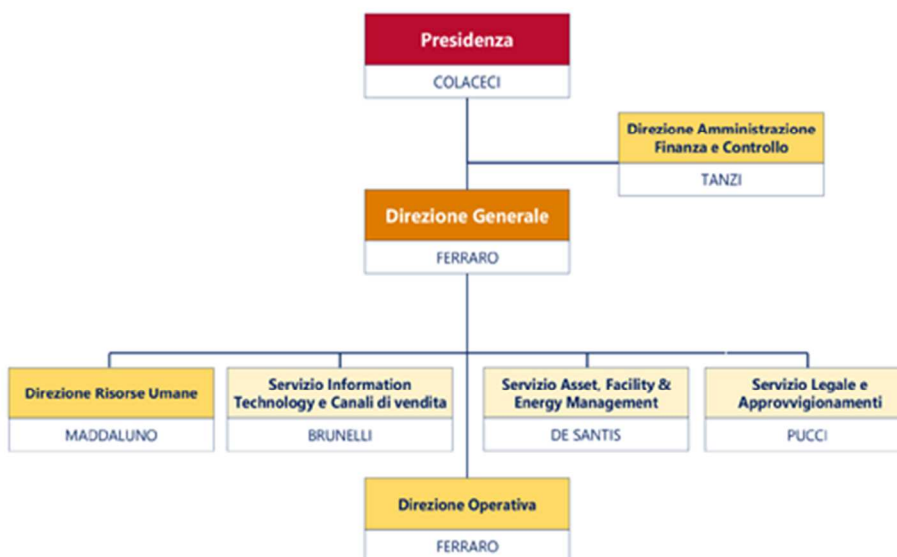 Presidenza
COLACECI
Direzione Amministrazione
Finanza e Controllo
TANZI
Direzione Generale
FERRARO
Direzione Risorse Umane
MADDALUNO
Servizio Information
Technology e Canali di vendita
BRUNELLI
Servizio Asset, Facility &
Energy Management
DE SANTIS
Servizio Legale e
Approvvigionamenti
PUCCI
Direzione Operativa
FERRARO